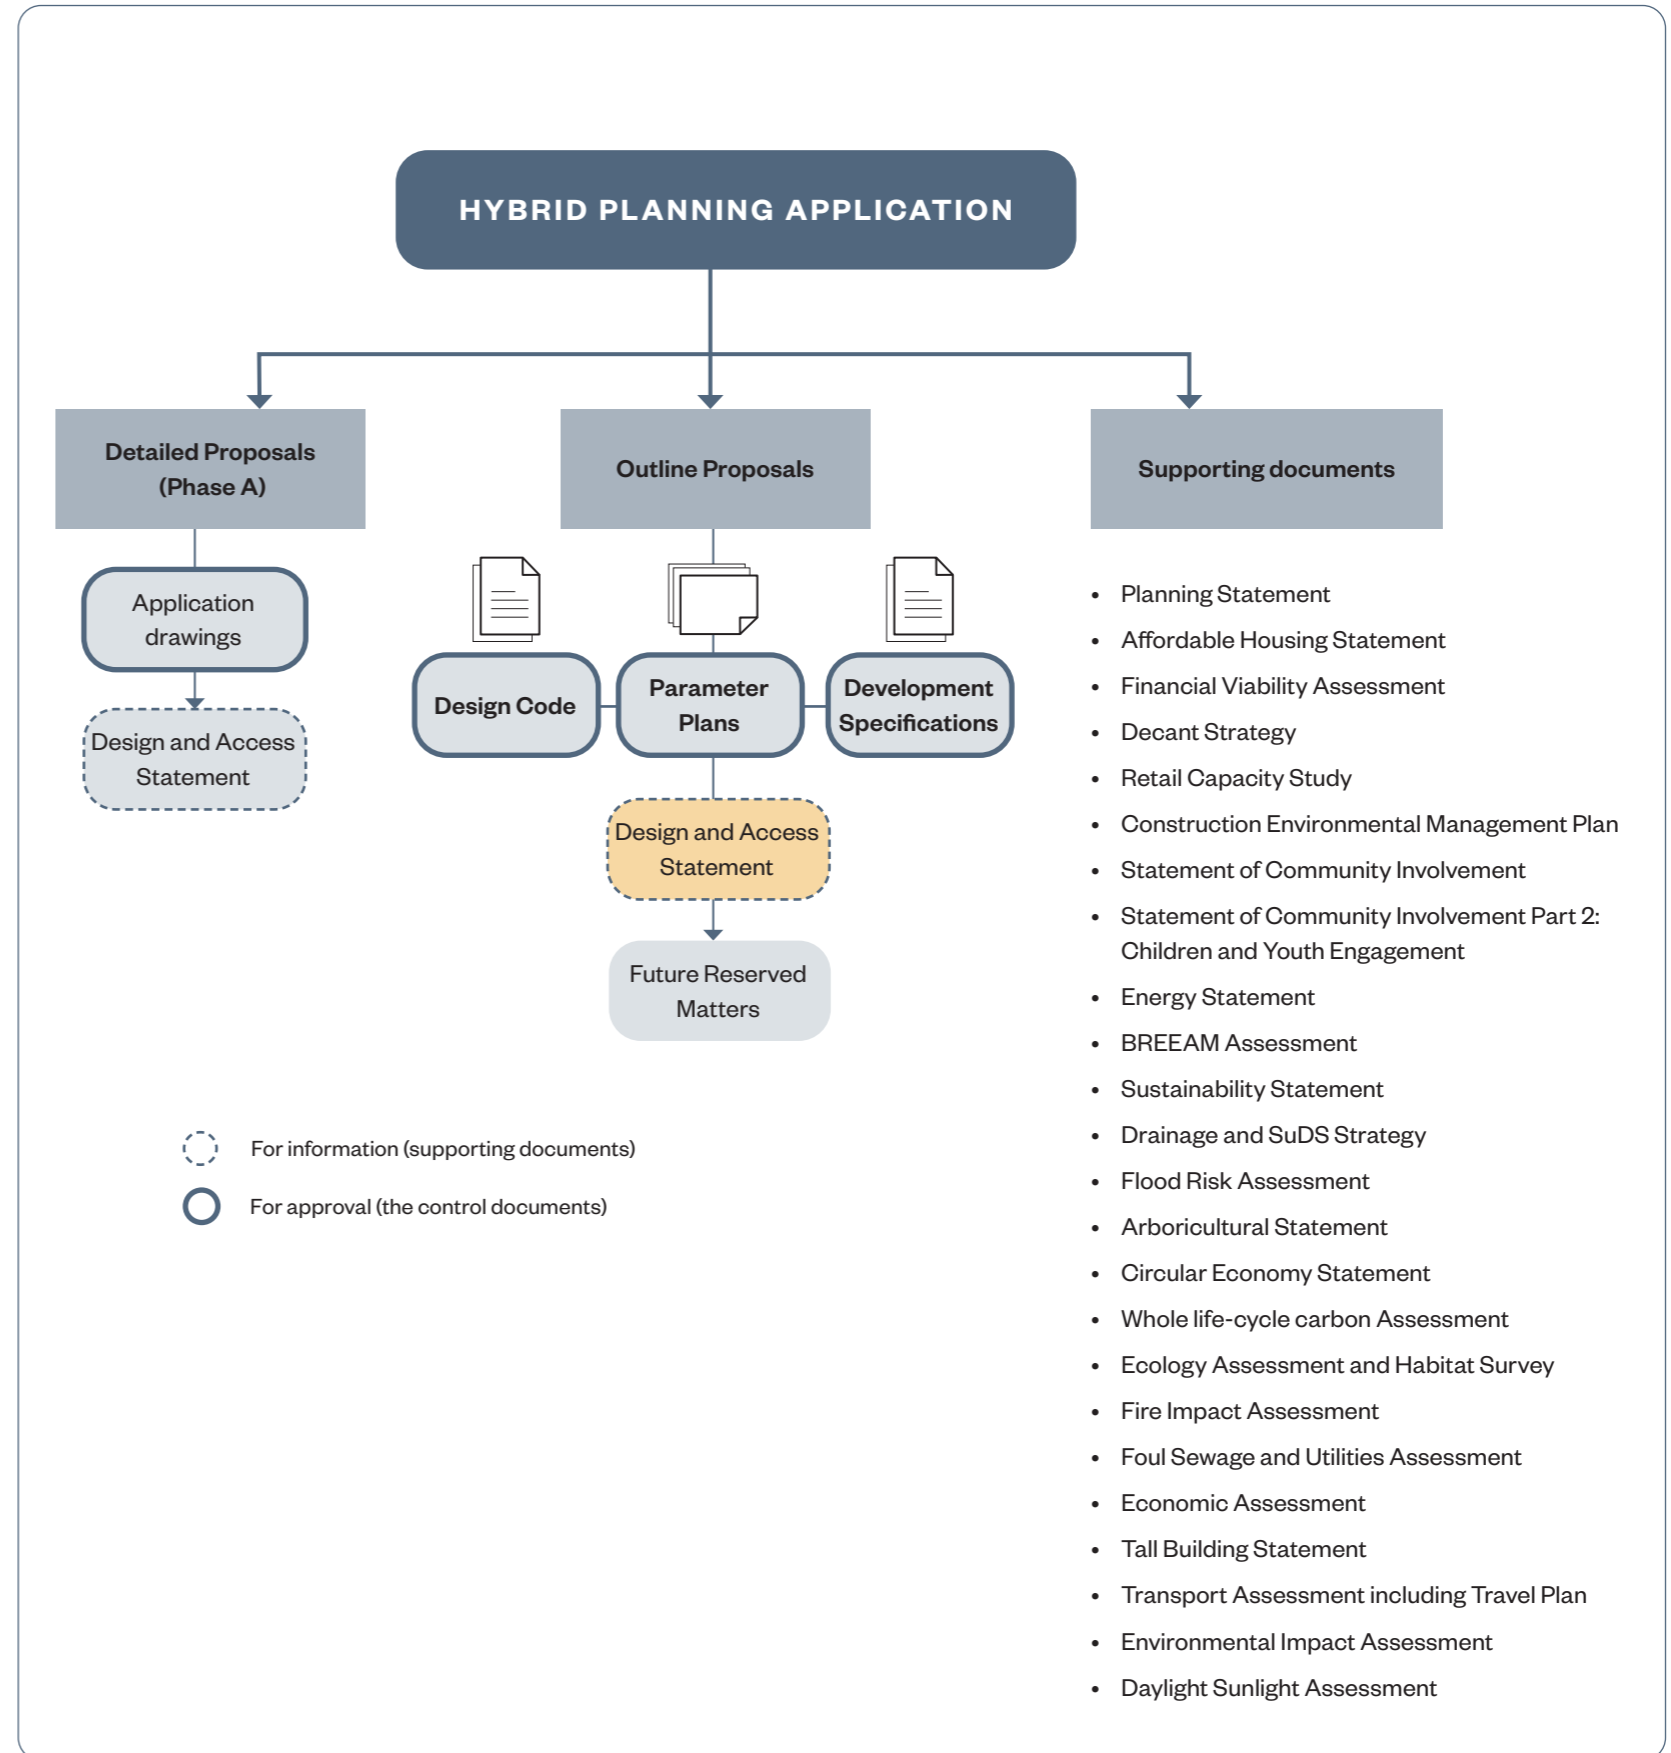 HYBRID PLANNING APPLICATION
Detailed Proposals
(Phase A)
Application
drawings
Design and Access
Statement
Outline Proposals
Design Code
Parameter
Plans
Development
Specifications
Design and Access
Statement
Future Reserved
Matters
Supporting documents
• Planning Statement
• Affordable Housing Statement
• Financial Viability Assessment
• Decant Strategy
• Retail Capacity Study
• Construction Environmental Management Plan
• Statement of Community Involvement
• Statement of Community Involvement Part 2:
Children and Youth Engagement
• Energy Statement
• BREEAM Assessment
• Sustainability Statement
• Drainage and SuDS Strategy
• Flood Risk Assessment
• Arboricultural Statement
• Circular Economy Statement
• Whole life-cycle carbon Assessment
• Ecology Assessment and Habitat Survey
• Fire Impact Assessment
• Foul Sewage and Utilities Assessment
• Economic Assessment
• Tall Building Statement
• Transport Assessment including Travel Plan
• Environmental Impact Assessment
• Daylight Sunlight Assessment
For information (supporting documents)
For approval (the control documents)